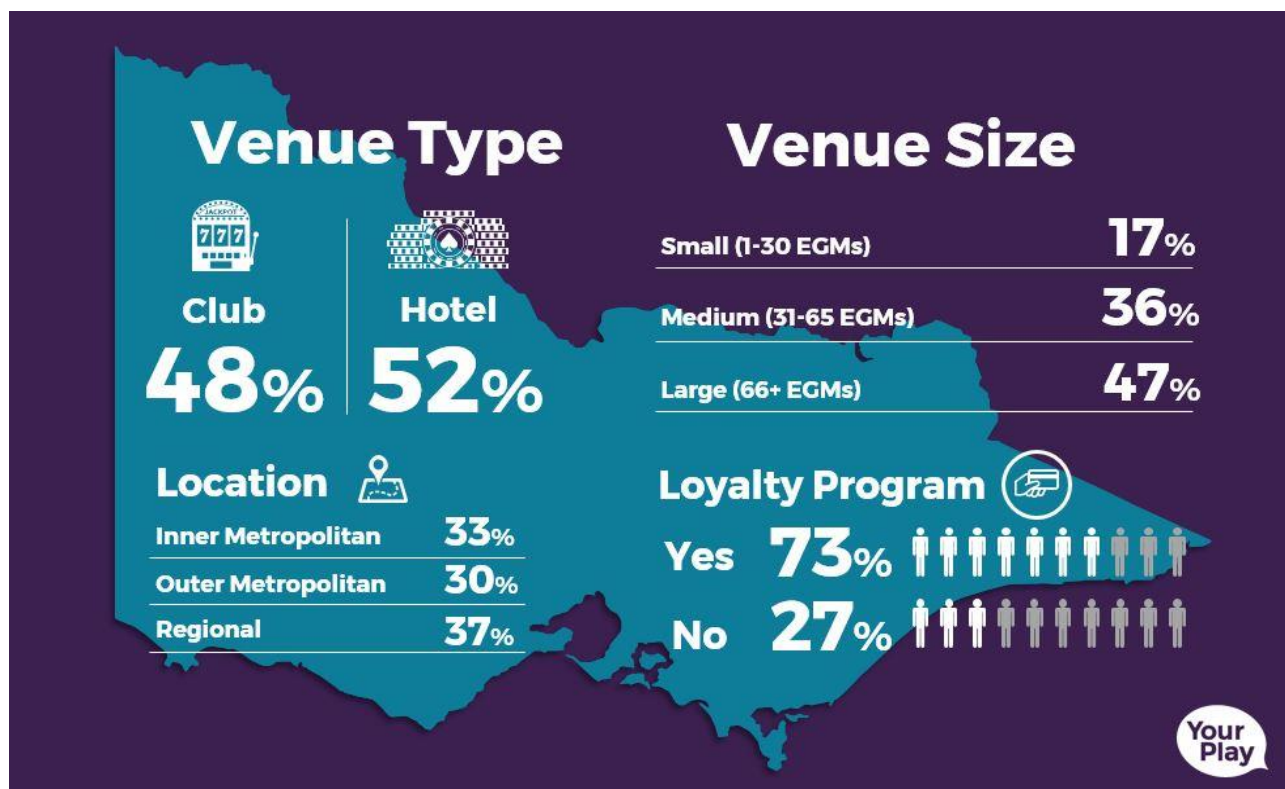 Venue Type
JACKPOT
777
Club
48%
Hotel
52%
Venue Size
Small (1-30 EGMs) 17%
Medium (31-65 EGMs) 36%
Large (66+ EGMs) 47%
Location
Inner Metropolitan 33%
Outer Metropolitan 30%
Regional 37%
Loyalty Program
Yes 73%
No 27%
Your
Play